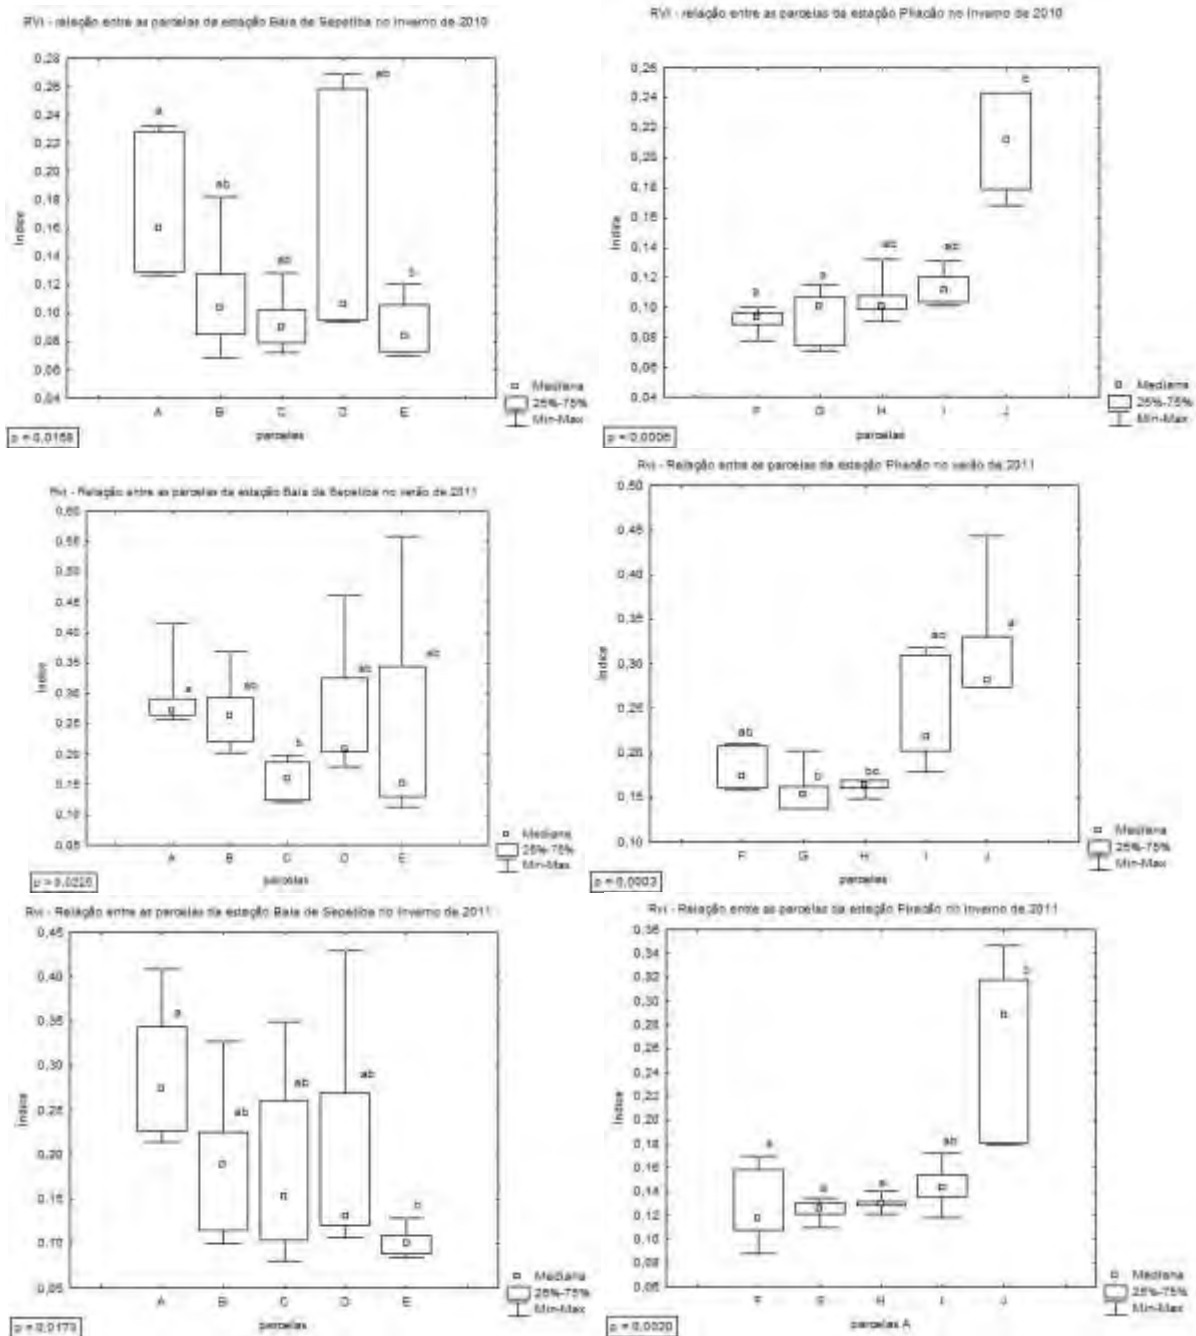 RVI - relação entre as parcelas da estação Baía de Sepetiba no Inverno de 2010
0,28
0,26
0,24
0,22
0,20
0,18
0,16
0,14
0,12
0,10
0,08
0,06
0,04
Índice
a
ab
ab
ab
b
A
B
C
D
E
parcelas
Mediana
25%-75%
Min-Max
RVI - relação entre as parcelas da estação Piracão no Inverno de 2010
0,26
0,24
0,22
0,20
0,18
0,16
0,14
0,12
0,10
0,08
0,06
0,04
Índice
a
a
ab
ab
F
G
H
I
J
parcelas
Mediana
25%-75%
Min-Max
Rvi - Relação entre as parcelas da estação Baía de Sepetiba no verão de 2011
0,60
0,55
0,50
0,45
0,40
0,35
0,30
0,25
0,20
0,15
0,10
0,05
Índice
a
ab
b
ab
ab
A
B
C
D
E
parcelas
Mediana
25%-75%
Min-Max
Rvi - Relação entre as parcelas da estação Piracão no verão de 2011
0,50
0,45
0,40
0,35
0,30
0,25
0,20
0,15
0,10
Índice
ab
b
bc
ac
a
F
G
H
I
J
parcelas
Mediana
25%-75%
Min-Max
p = 0,0003
Rvi - Relação entre as parcelas da estação Baía de Sepetiba no Inverno de 2011
0,45
0,40
0,35
0,30
0,25
0,20
0,15
0,10
0,05
Índice
a
ab
ab
ab
b
A
B
C
D
E
parcelas
Mediana
25%-75%
Min-Max
p = 0,0173
Rvi - Relação entre as parcelas da estação Piracão no Inverno de 2011
0,36
0,34
0,32
0,30
0,28
0,26
0,24
0,22
0,20
0,18
0,16
0,14
0,12
0,10
0,08
0,06
Índice
a
a
a
ab
b
F
G
H
I
J
parcelas A
Mediana
25%-75%
Min-Max
p = 0,0020